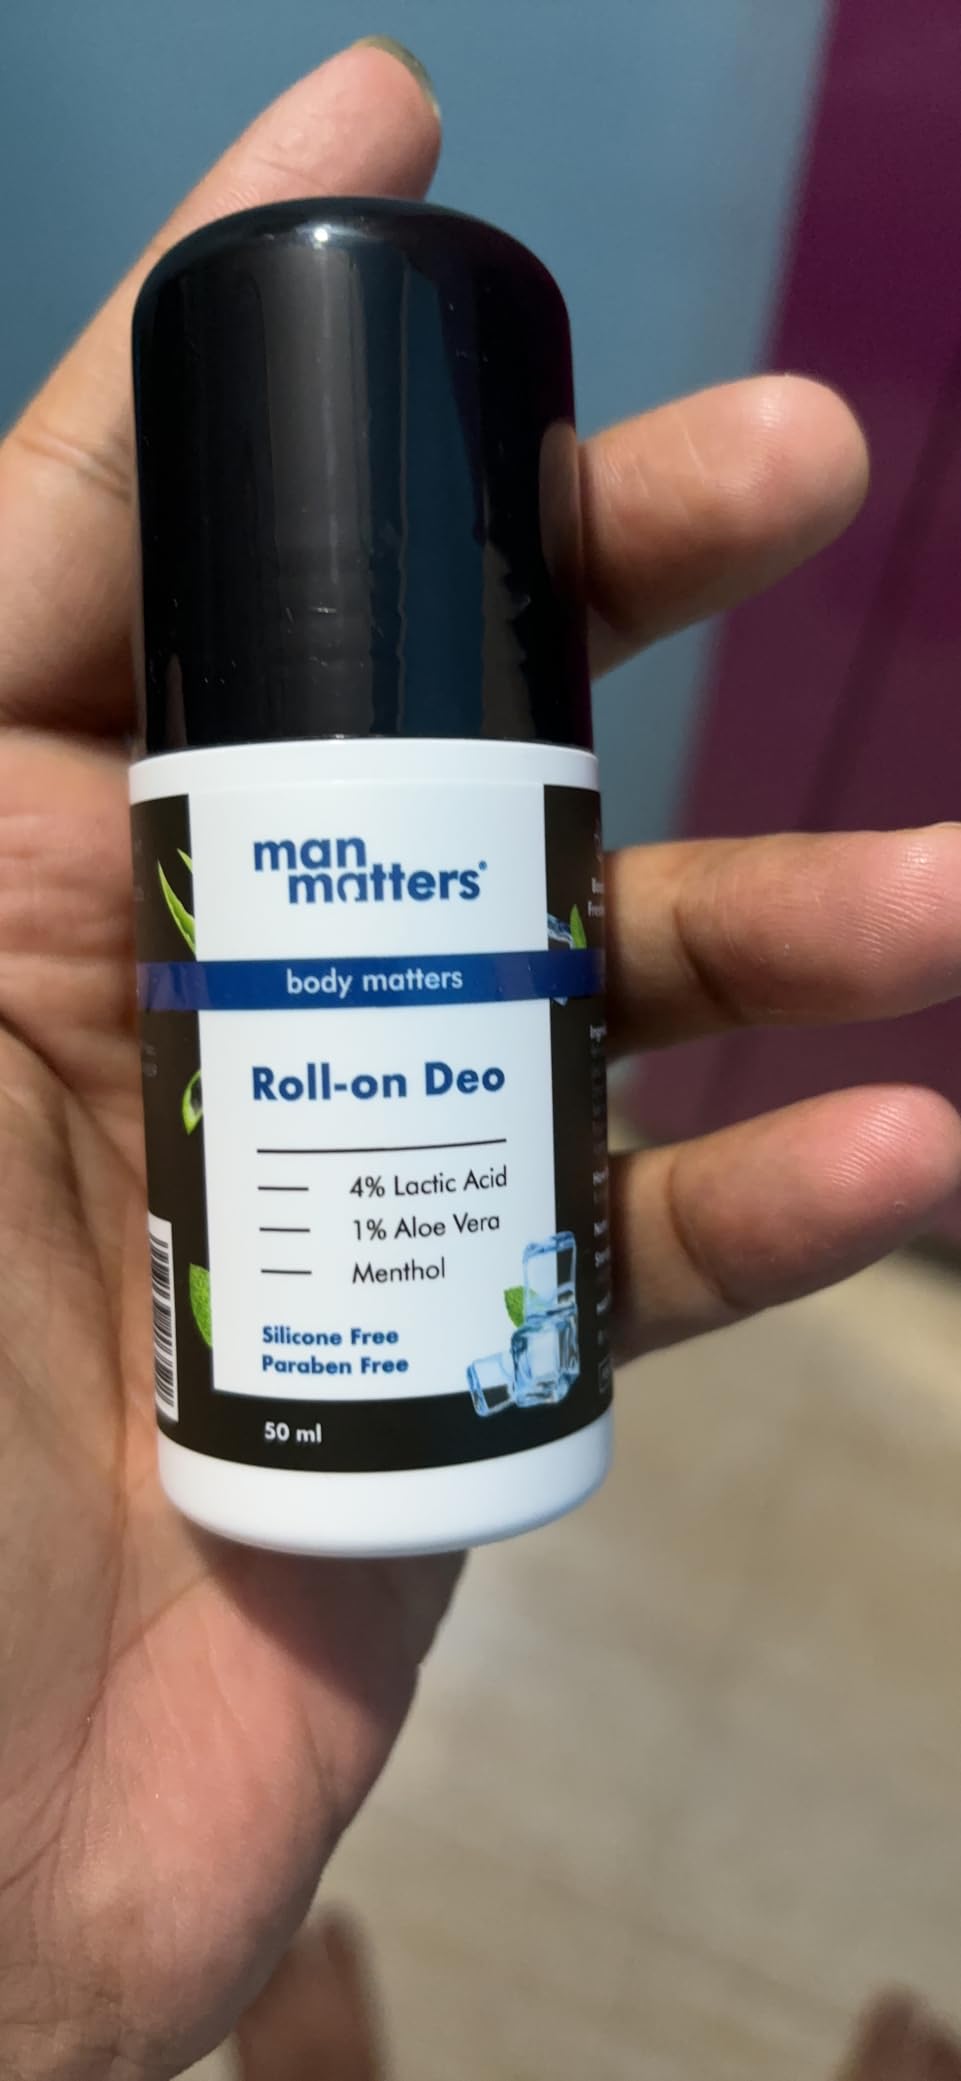 man
matters®
body matters
Roll-on Deo
4% Lactic Acid
1% Aloe Vera
Menthol
Silicone Free
Paraben Free
50 ml